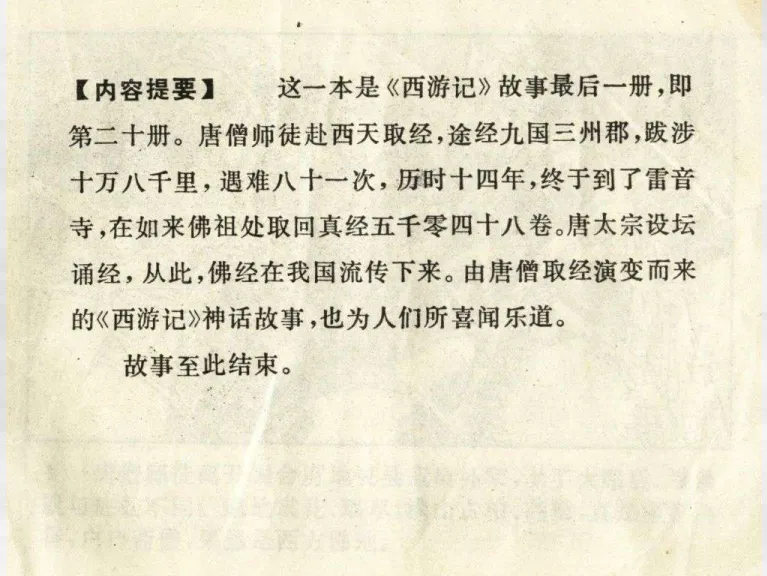 【内容提要】 这一本是《西游记》故事最后一册,即
第二十册。唐僧师徒赴西天取经,途经九国三州郡,跋涉
十万八千里,遇难八十一次,历时十四年,终于到了雷音
寺,在如来佛祖处取回真经五千零四十八卷。唐太宗设坛
诵经,从此,佛经在我国流传下来。由唐僧取经演变而来
的《西游记》神话故事,也为人们所喜闻乐道。
故事至此结束。